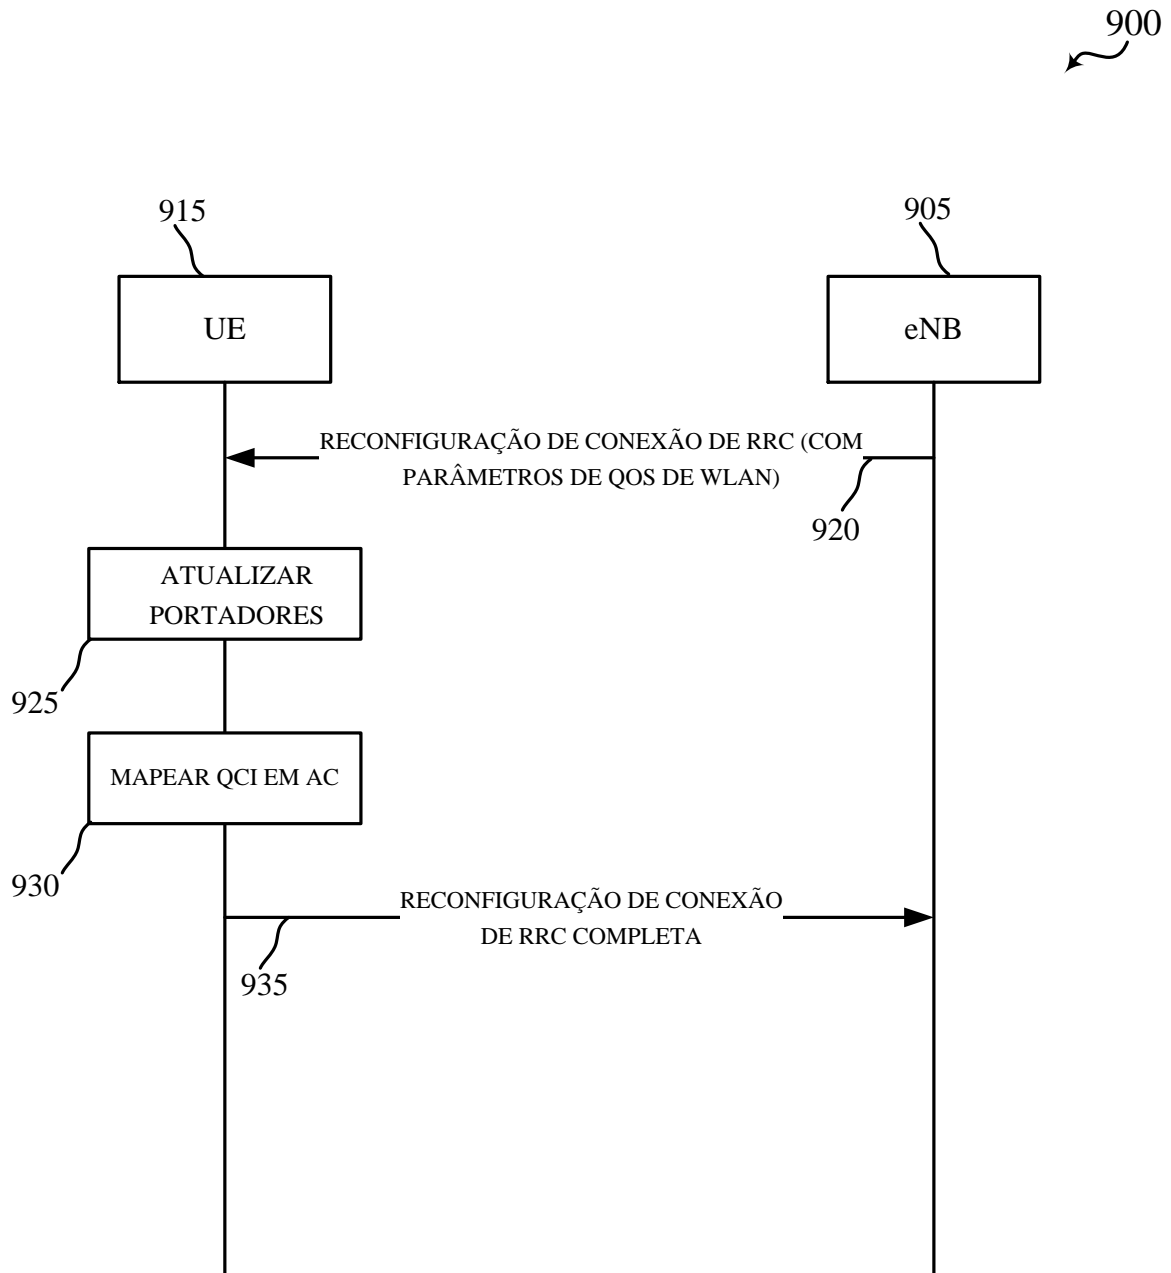 900
915
905
UE
eNB
RECONFIGURAÇÃO DE CONEXÃO DE RRC (COM
PARÂMETROS DE QOS DE WLAN)
920
ATUALIZAR
PORTADORES
925
MAPEAR QCI EM AC
930
RECONFIGURAÇÃO DE CONEXÃO
DE RRC COMPLETA
935